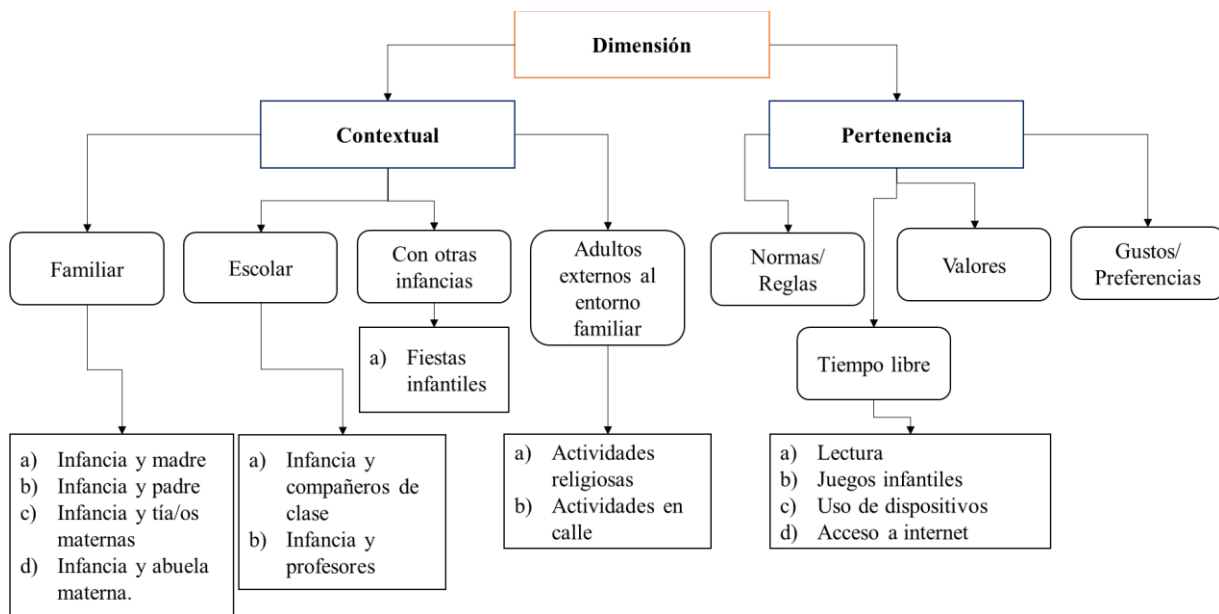 Dimensión
Contextual
Pertenencia
Familiar
Escolar
Con otras
infancias
Adultos
externos al
entorno
familiar
Normas/
Reglas
Valores
Gustos/
Preferencias
a) Fiestas
infantiles
Tiempo libre
a) Infancia y madre
b) Infancia y padre
c) Infancia y tía/os
maternas
d) Infancia y abuela
materna.
a) Infancia y
compañeros de
clase
b) Infancia y
profesores
a) Actividades
religiosas
b) Actividades en
calle
a) Lectura
b) Juegos infantiles
c) Uso de dispositivos
d) Acceso a internet